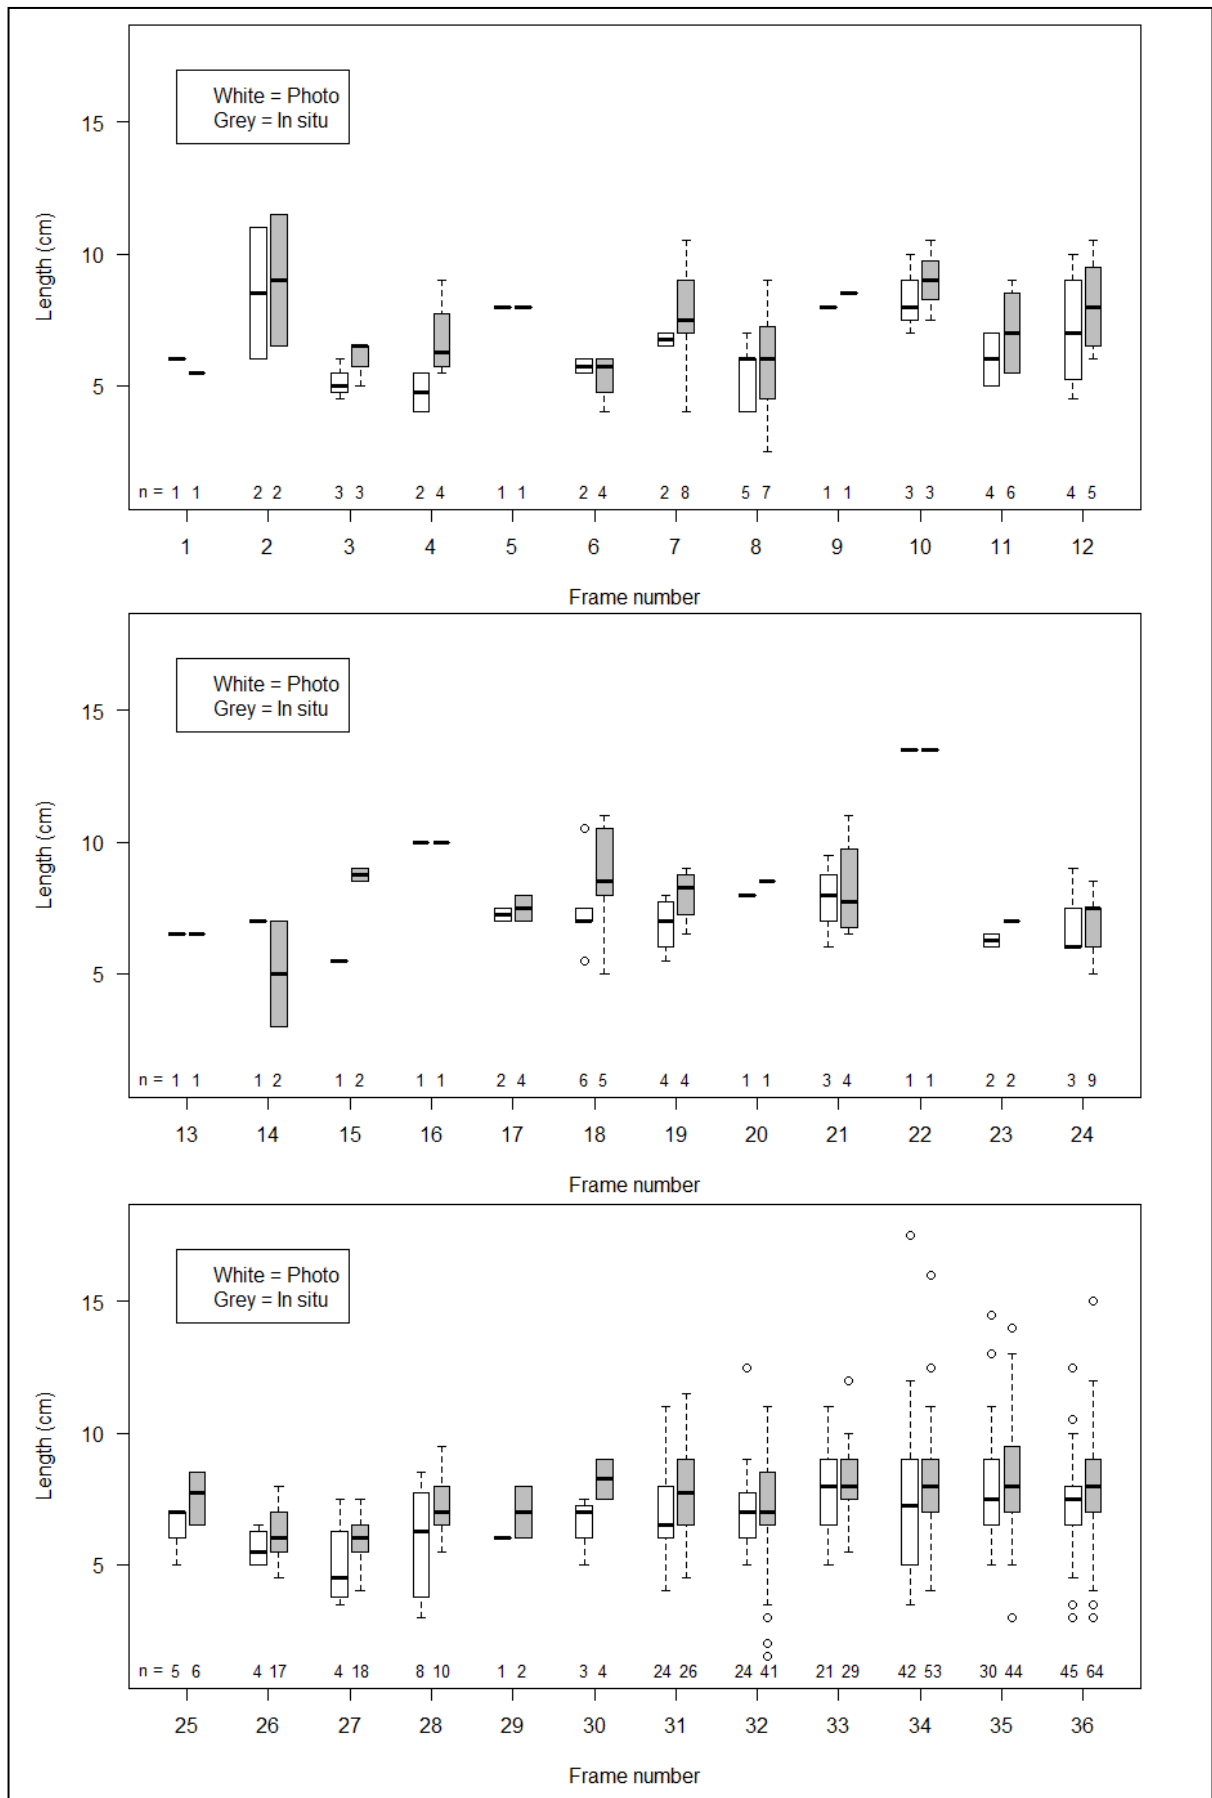 White = Photo
Grey = In situ
15
10
5
Length (cm)
n = 1 1 2 2 3 3 2 4 1 1 2 4 2 8 5 7 1 1 3 3 4 6 4 5
1 2 3 4 5 6 7 8 9 10 11 12
Frame number
White = Photo
Grey = In situ
15
10
5
Length (cm)
n = 1 1 1 2 1 2 1 1 2 4 6 5 4 4 1 1 3 4 1 1 2 2 3 9
13 14 15 16 17 18 19 20 21 22 23 24
Frame number
White = Photo
Grey = In situ
15
10
5
Length (cm)
n = 5 6 4 17 4 18 8 10 1 2 3 4 24 26 24 41 21 29 42 53 30 44 45 64
25 26 27 28 29 30 31 32 33 34 35 36
Frame number